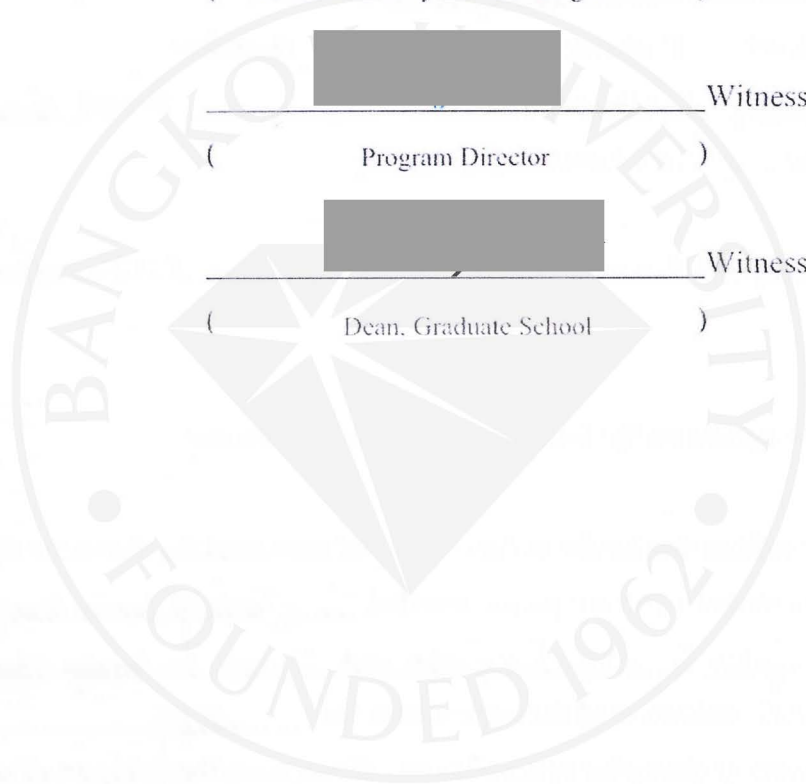 Witness
( Program Director )
Witness
( Dean, Graduate School )
BANGKOK UNIVERSITY
FOUNDED 1962